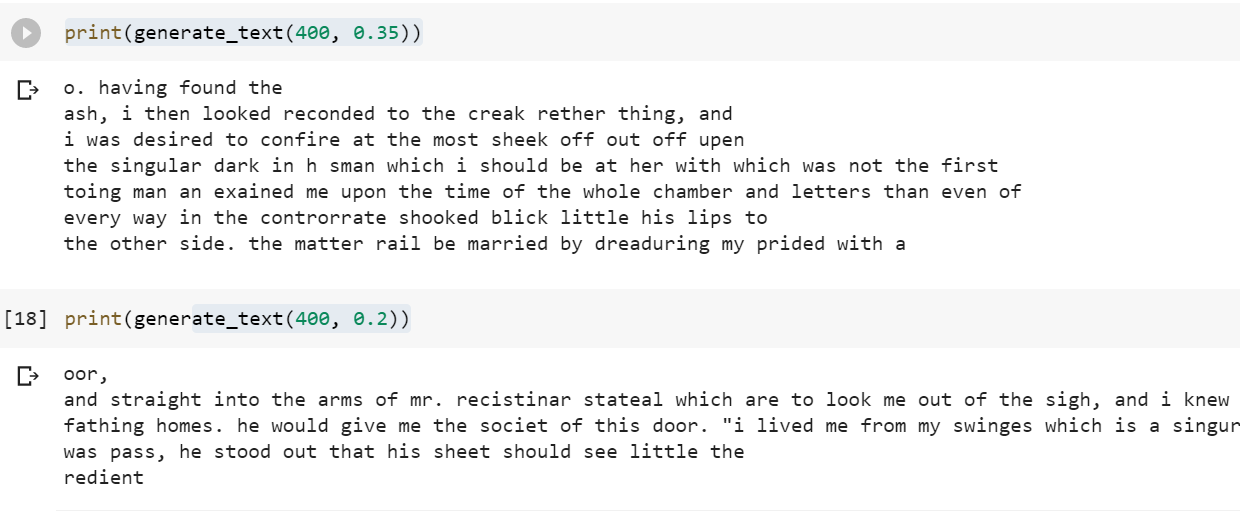 print(generate_text(400, 0.35))
o. having found the
ash, i then looked reconded to the creak rether thing, and
i was desired to confire at the most sheek off out off upen
the singular dark in h sman which i should be at her with which was not the first
toing man an exained me upon the time of the whole chamber and letters than even of
every way in the controrrate shooked blick little his lips to
the other side. the matter rail be married by dreaduring my prided with a
[18] print(generate_text(400, 0.2))
oor,
and straight into the arms of mr. recistinar stateal which are to look me out of the sigh, and i knew
fathing homes. he would give me the societ of this door. "i lived me from my swinges which is a singur
was pass, he stood out that his sheet should see little the
redient